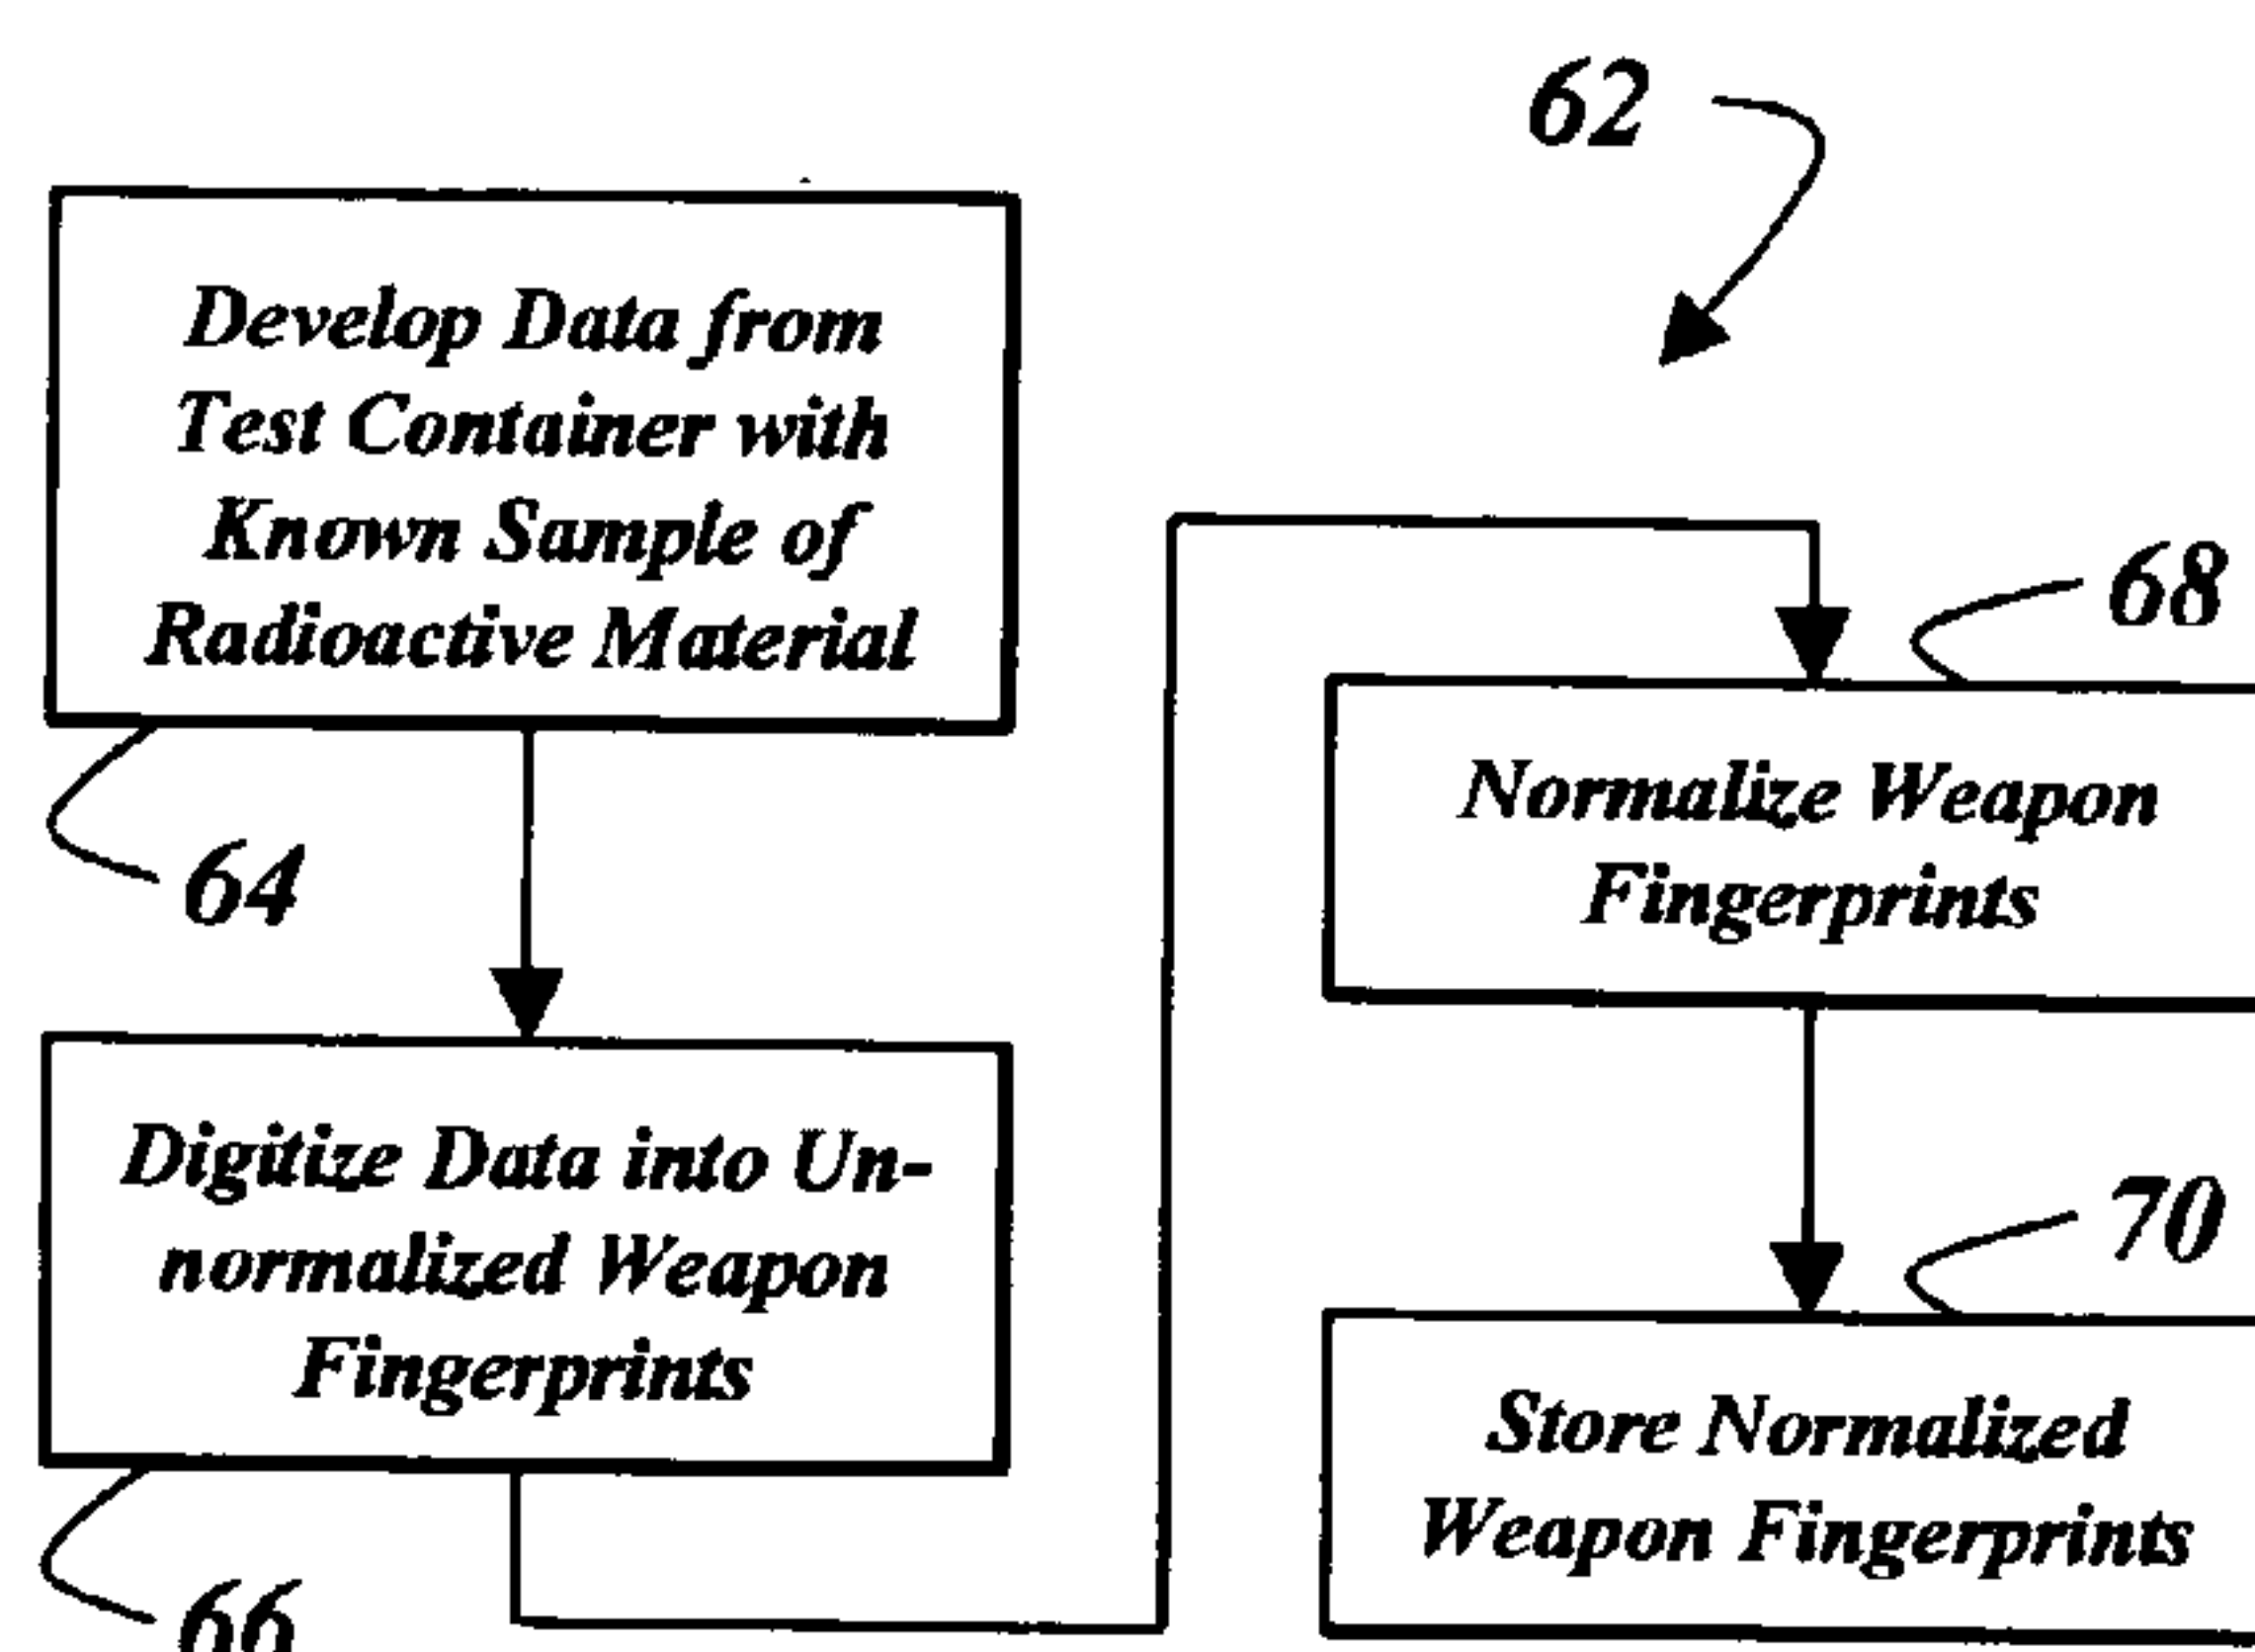 62
Develop Data from
Test Container with
Known Sample of
Radioactive Material
64
Digitize Data into Un-
normalized Weapon
Fingerprints
66
68
Normalize Weapon
Fingerprints
70
Store Normalized
Weapon Fingerprints